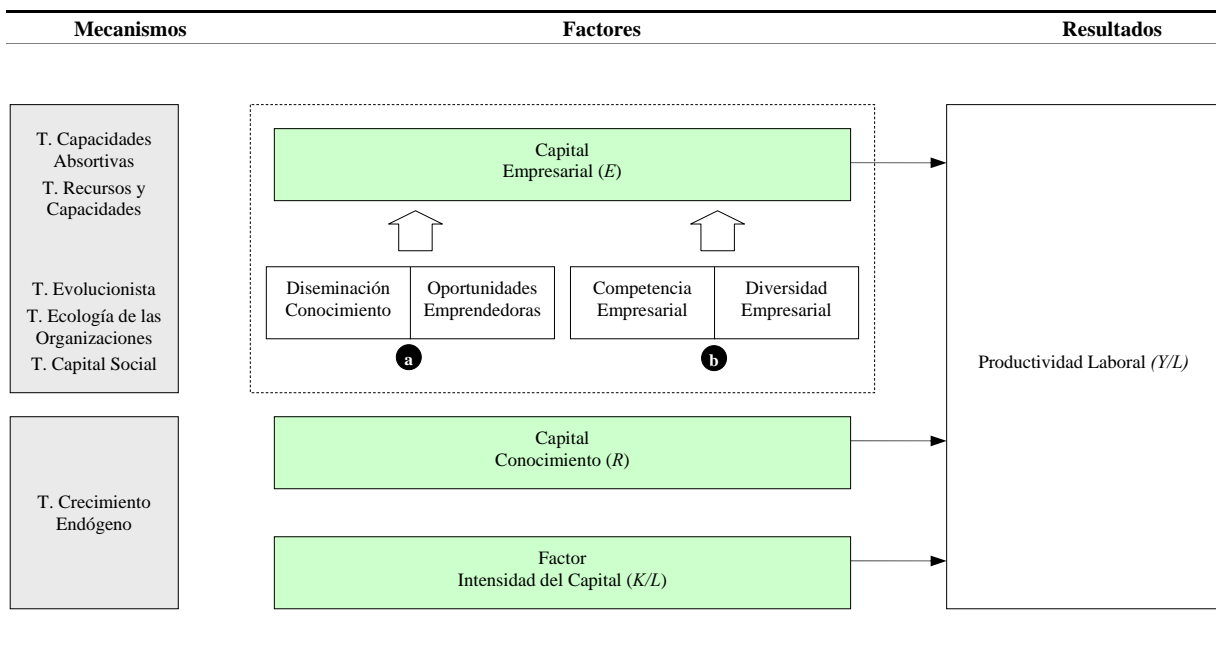 Mecanismos
Factores
Resultados
T. Capacidades
Absortivas
T. Recursos y
Capacidades
T. Evolucionista
T. Ecología de las
Organizaciones
T. Capital Social
Capital
Empresarial (E)
Diseminación
Conocimiento
Oportunidades
Emprendedoras
Competencia
Empresarial
Diversidad
Empresarial
a
b
Productividad Laboral (Y/L)
T. Crecimiento
Endógeno
Capital
Conocimiento (R)
Factor
Intensidad del Capital (K/L)